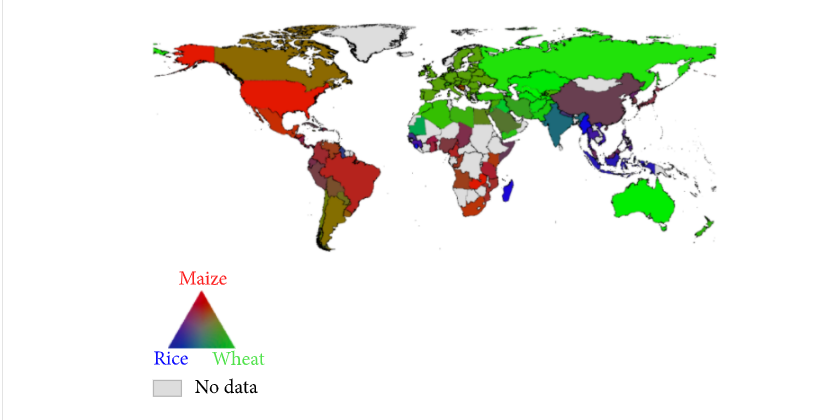 Maize
Rice Wheat
No data